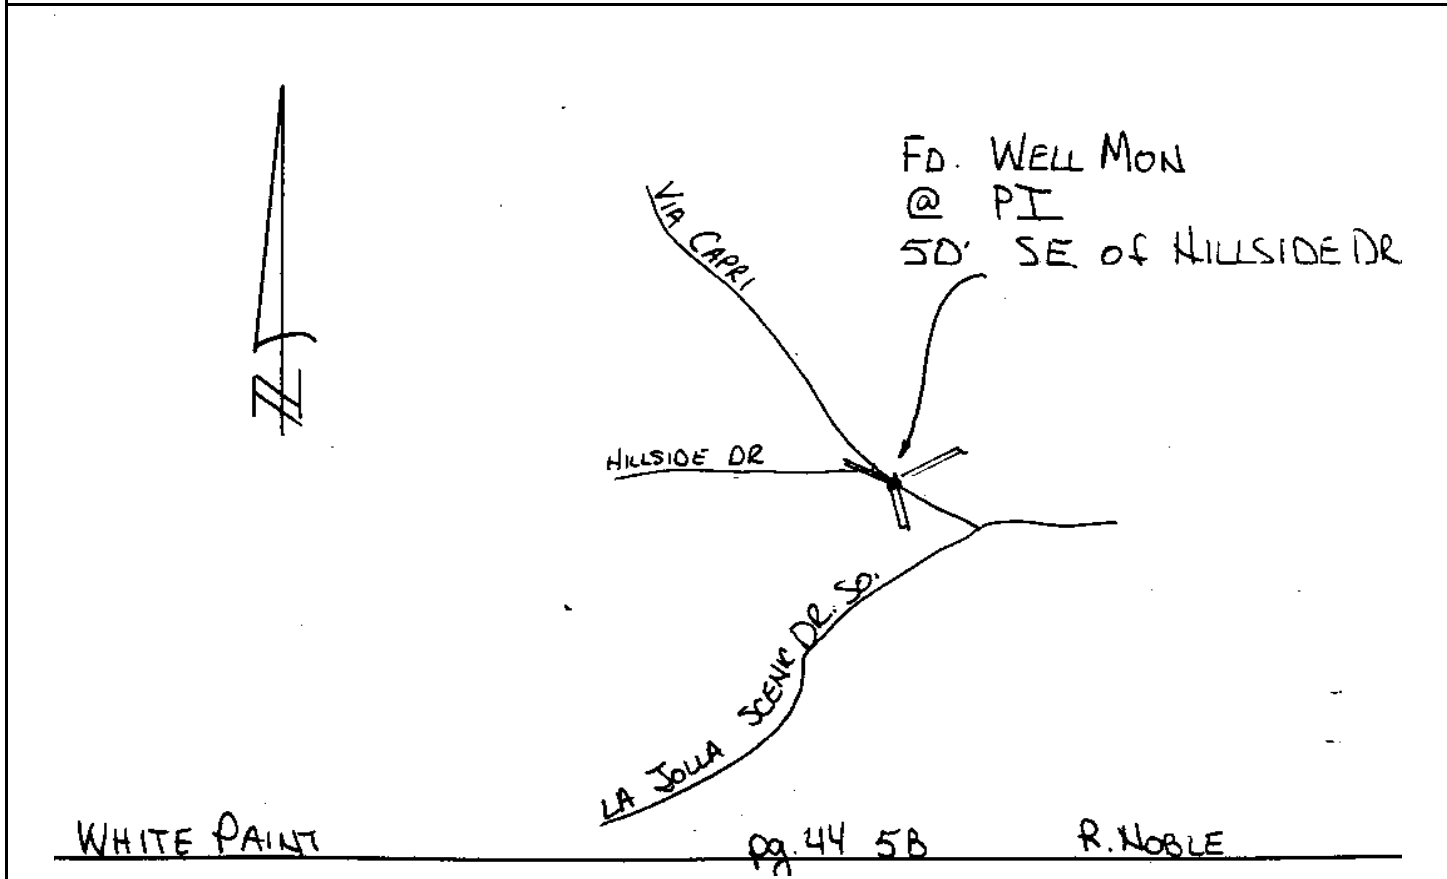 FD. WELL MON
@ PI
50' SE of HILLSIDE DR
VIA CAPRI
N
HILLSIDE DR
LA JOLLA SCENIC DR. SO.
WHITE PAINT pg. 44 5B R. NOBLE